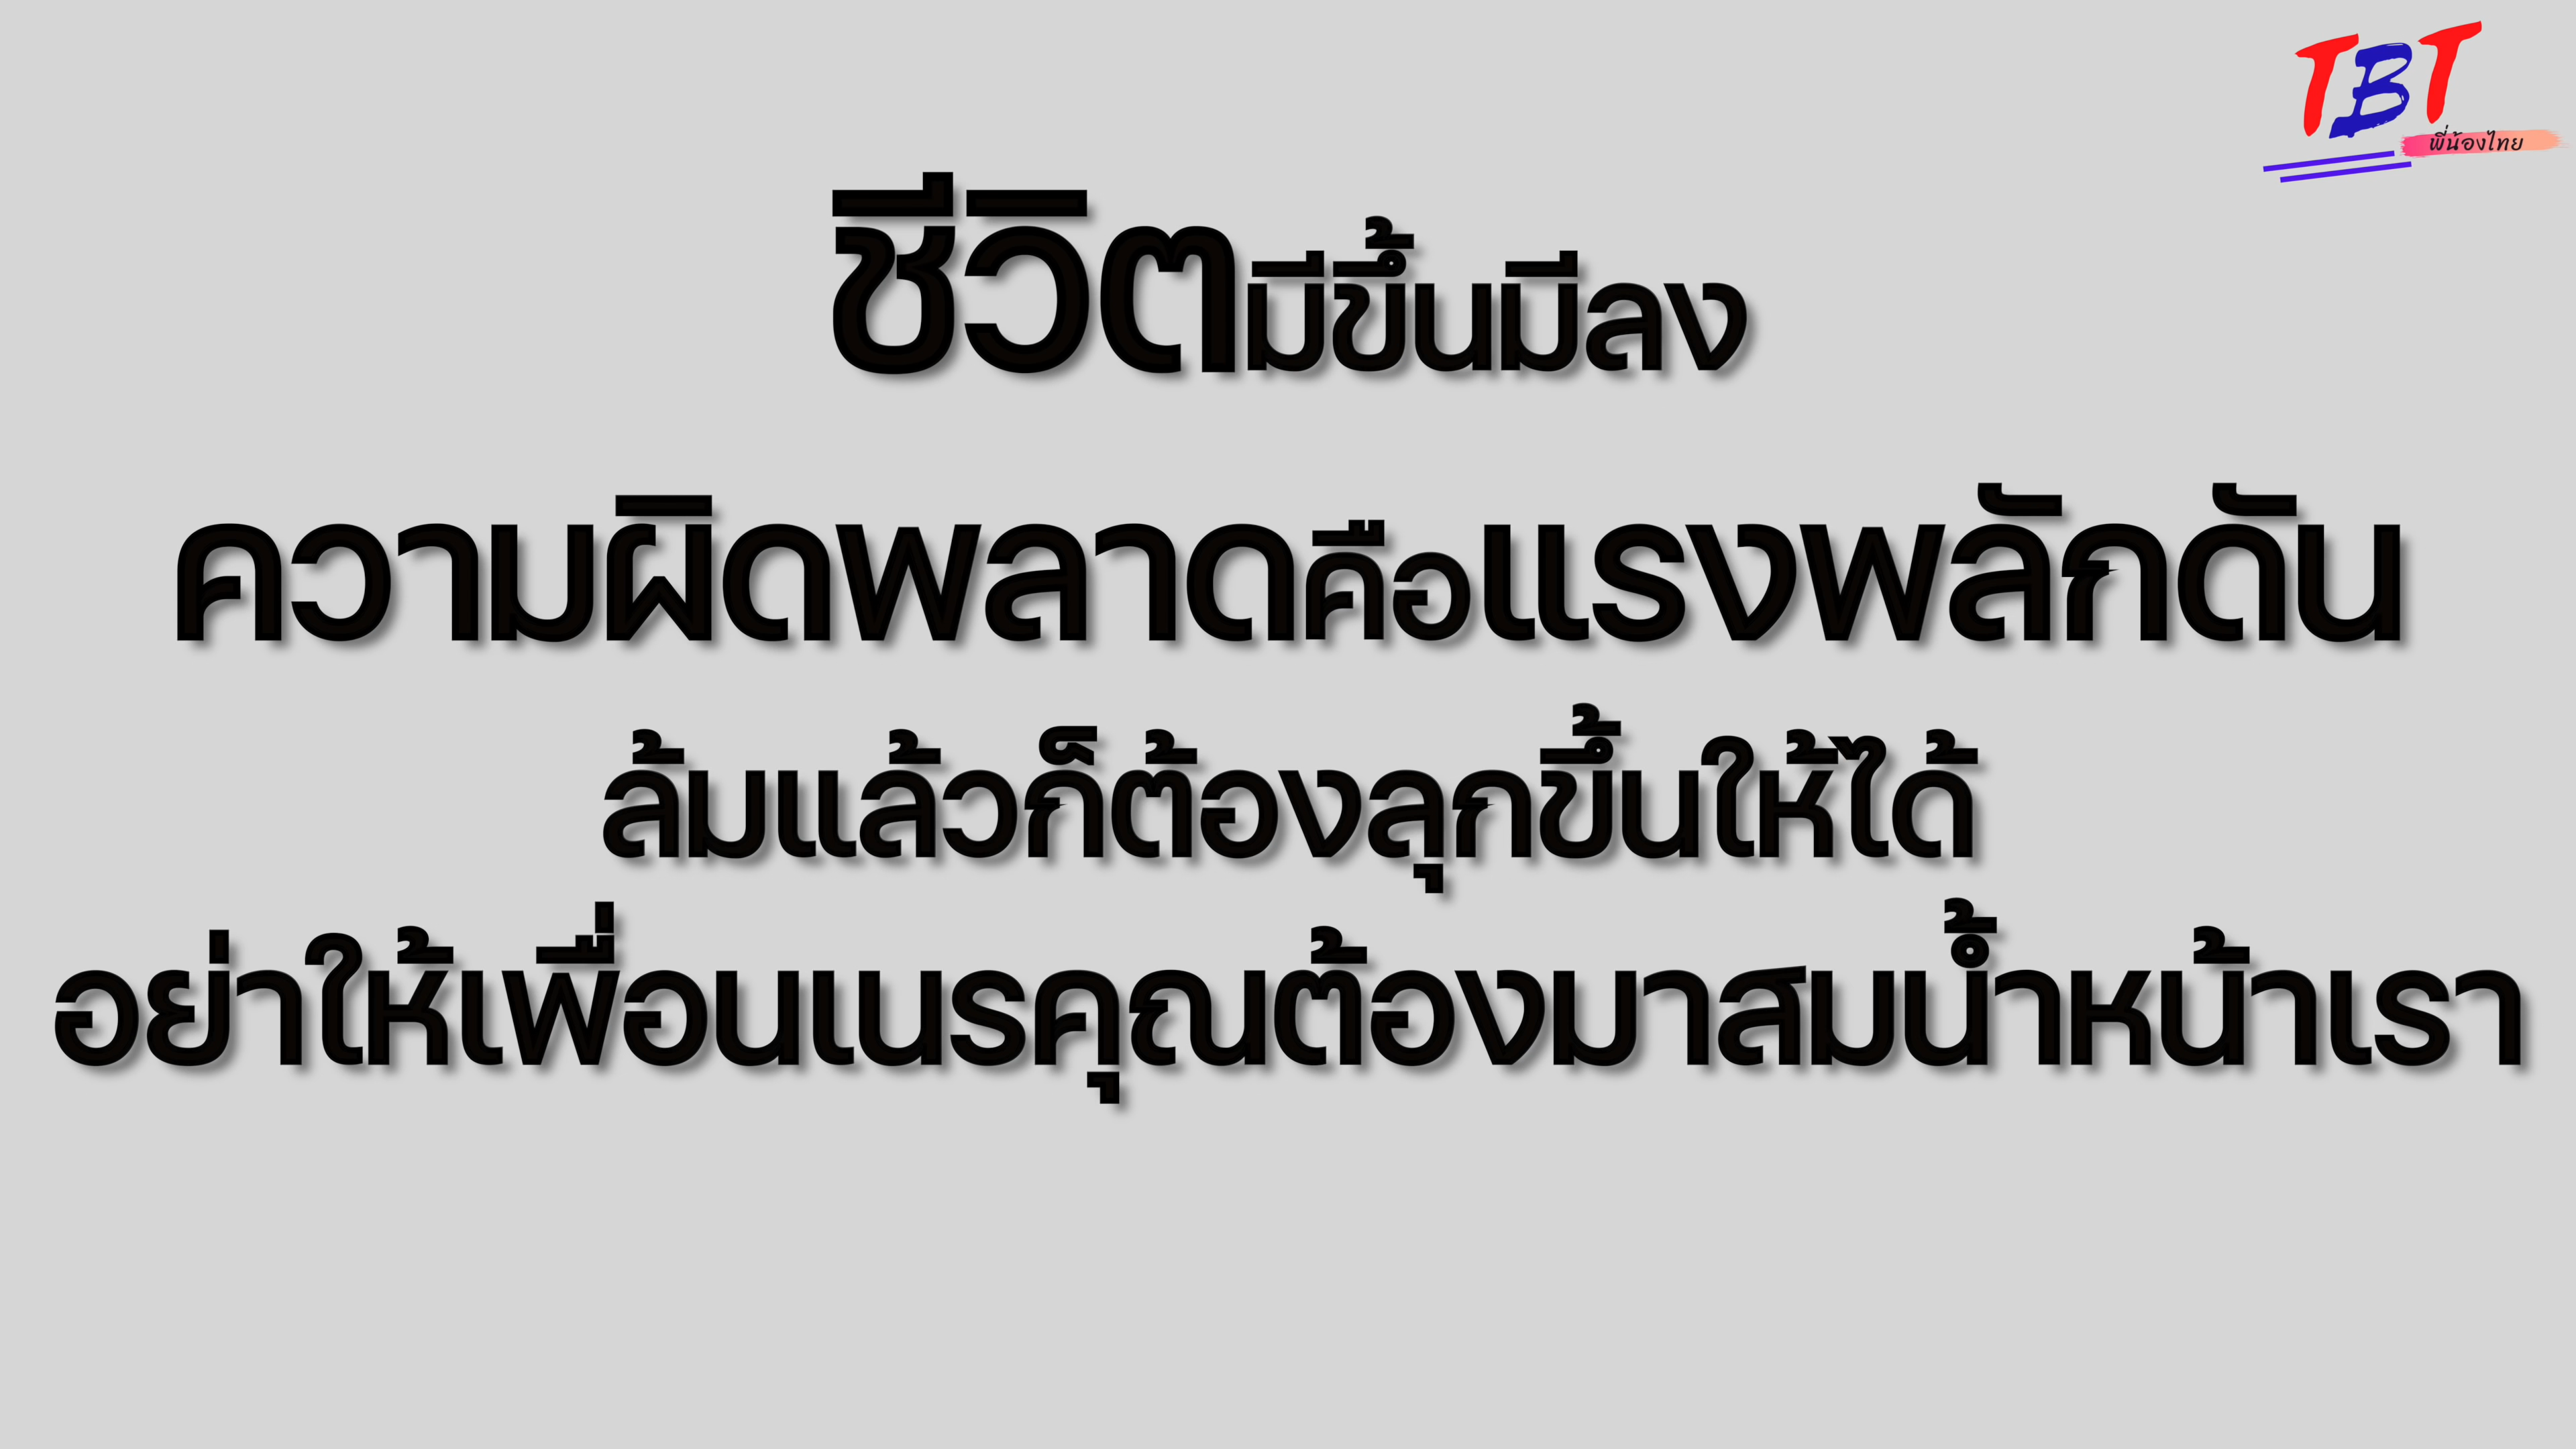 TBT
พี่น้องไทย
ชีวิตมีขึ้นมีลง
ความผิดพลาดคือแรงพลักดัน
ล้มแล้วก็ต้องลุกขึ้นให้ได้
อย่าให้เพื่อนเนรคุณต้องมาสมน้ำหน้าเรา